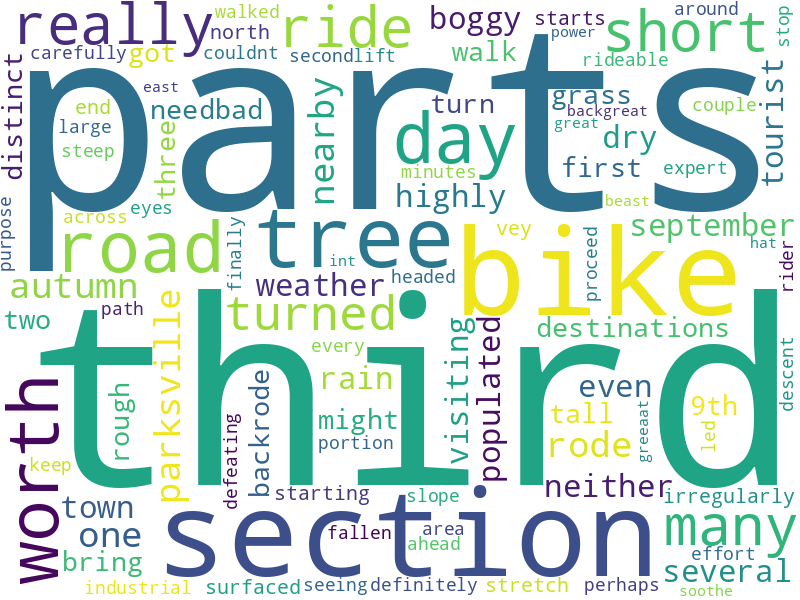 really
ride
boggy
starts
around
short
stop
walked
north
couldnt
power
carefully
got
secondlift
walk
rideable
parts
distinct
east
end
needbad
large
steep
three
nearby
turn
day
minutes
highly
grass
backgreat
great
dry
first
expert
couple
tourist
across
eyes
purpose
road
finally
tree
int
headed
vey
beast
september
hat
autumn
weather
bike
proceed
rider
two
path
parksville
turned
every
destinations
third
worth
rough
rain
might
portion
visiting
populated
even
tall
rode
greeaat
9th
led
descent
keep
defeating
backrode
starting
slope
neither
irregularly
town
one
section
fallen
area
ahead
many
effort
bring
several
industrial
surfaced
seeing
definitely
stretch
perhaps
soothe